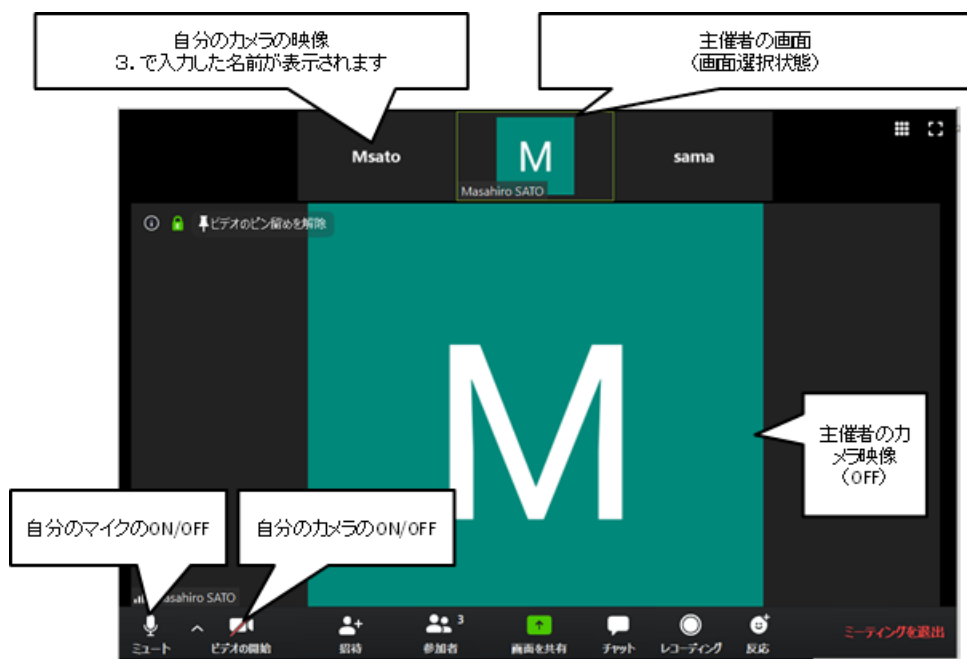 自分のカメラの映像
3．で入力した名前が表示されます
主催者の画面
（画面選択状態）
Msato
M
sama
Masahiro SATO
ビデオのピン留めを解除
M
主催者のカ
メラ映像
（OFF）
自分のマイクのON/OFF
自分のカメラのON/OFF
asahiro SATO
3
ミュート
ビデオの開始
招待
参加者
画面を共有
チャット
レコーディング
反応
ミーティングを退出